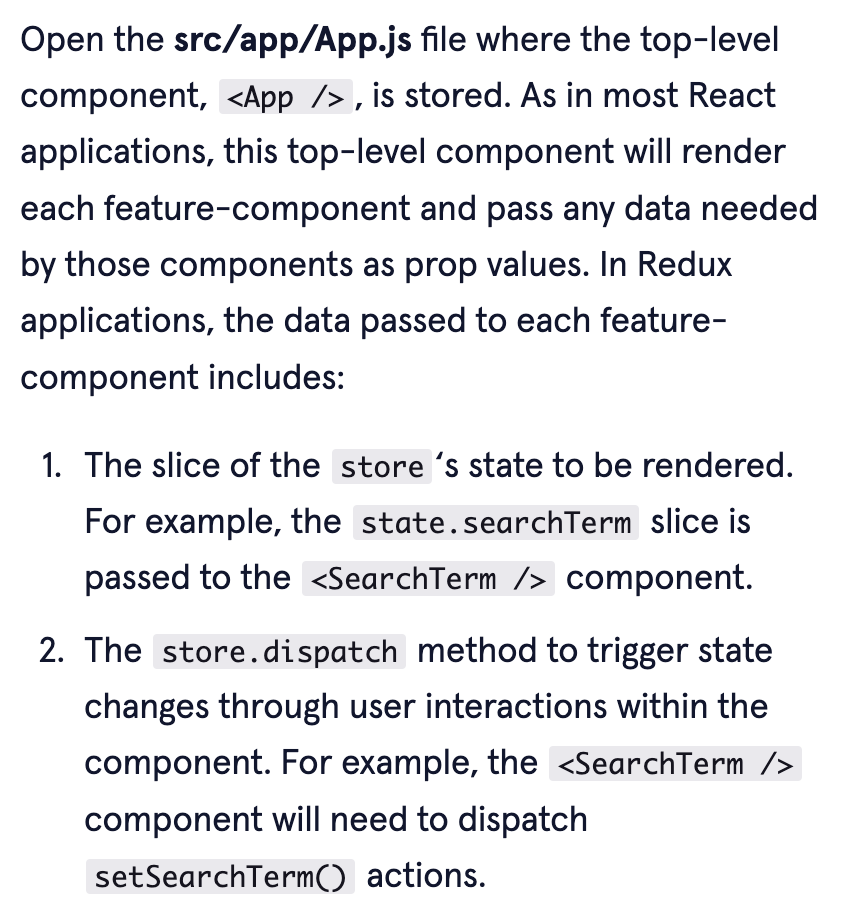 Open the src/app/App.js file where the top-level
component, <App />, is stored. As in most React
applications, this top-level component will render
each feature-component and pass any data needed
by those components as prop values. In Redux
applications, the data passed to each feature-
component includes:
1. The slice of the store ‘s state to be rendered.
For example, the state.searchTerm slice is
passed to the <SearchTerm /> component.
2. The store.dispatch method to trigger state
changes through user interactions within the
component. For example, the <SearchTerm />
component will need to dispatch
setSearchTerm() actions.